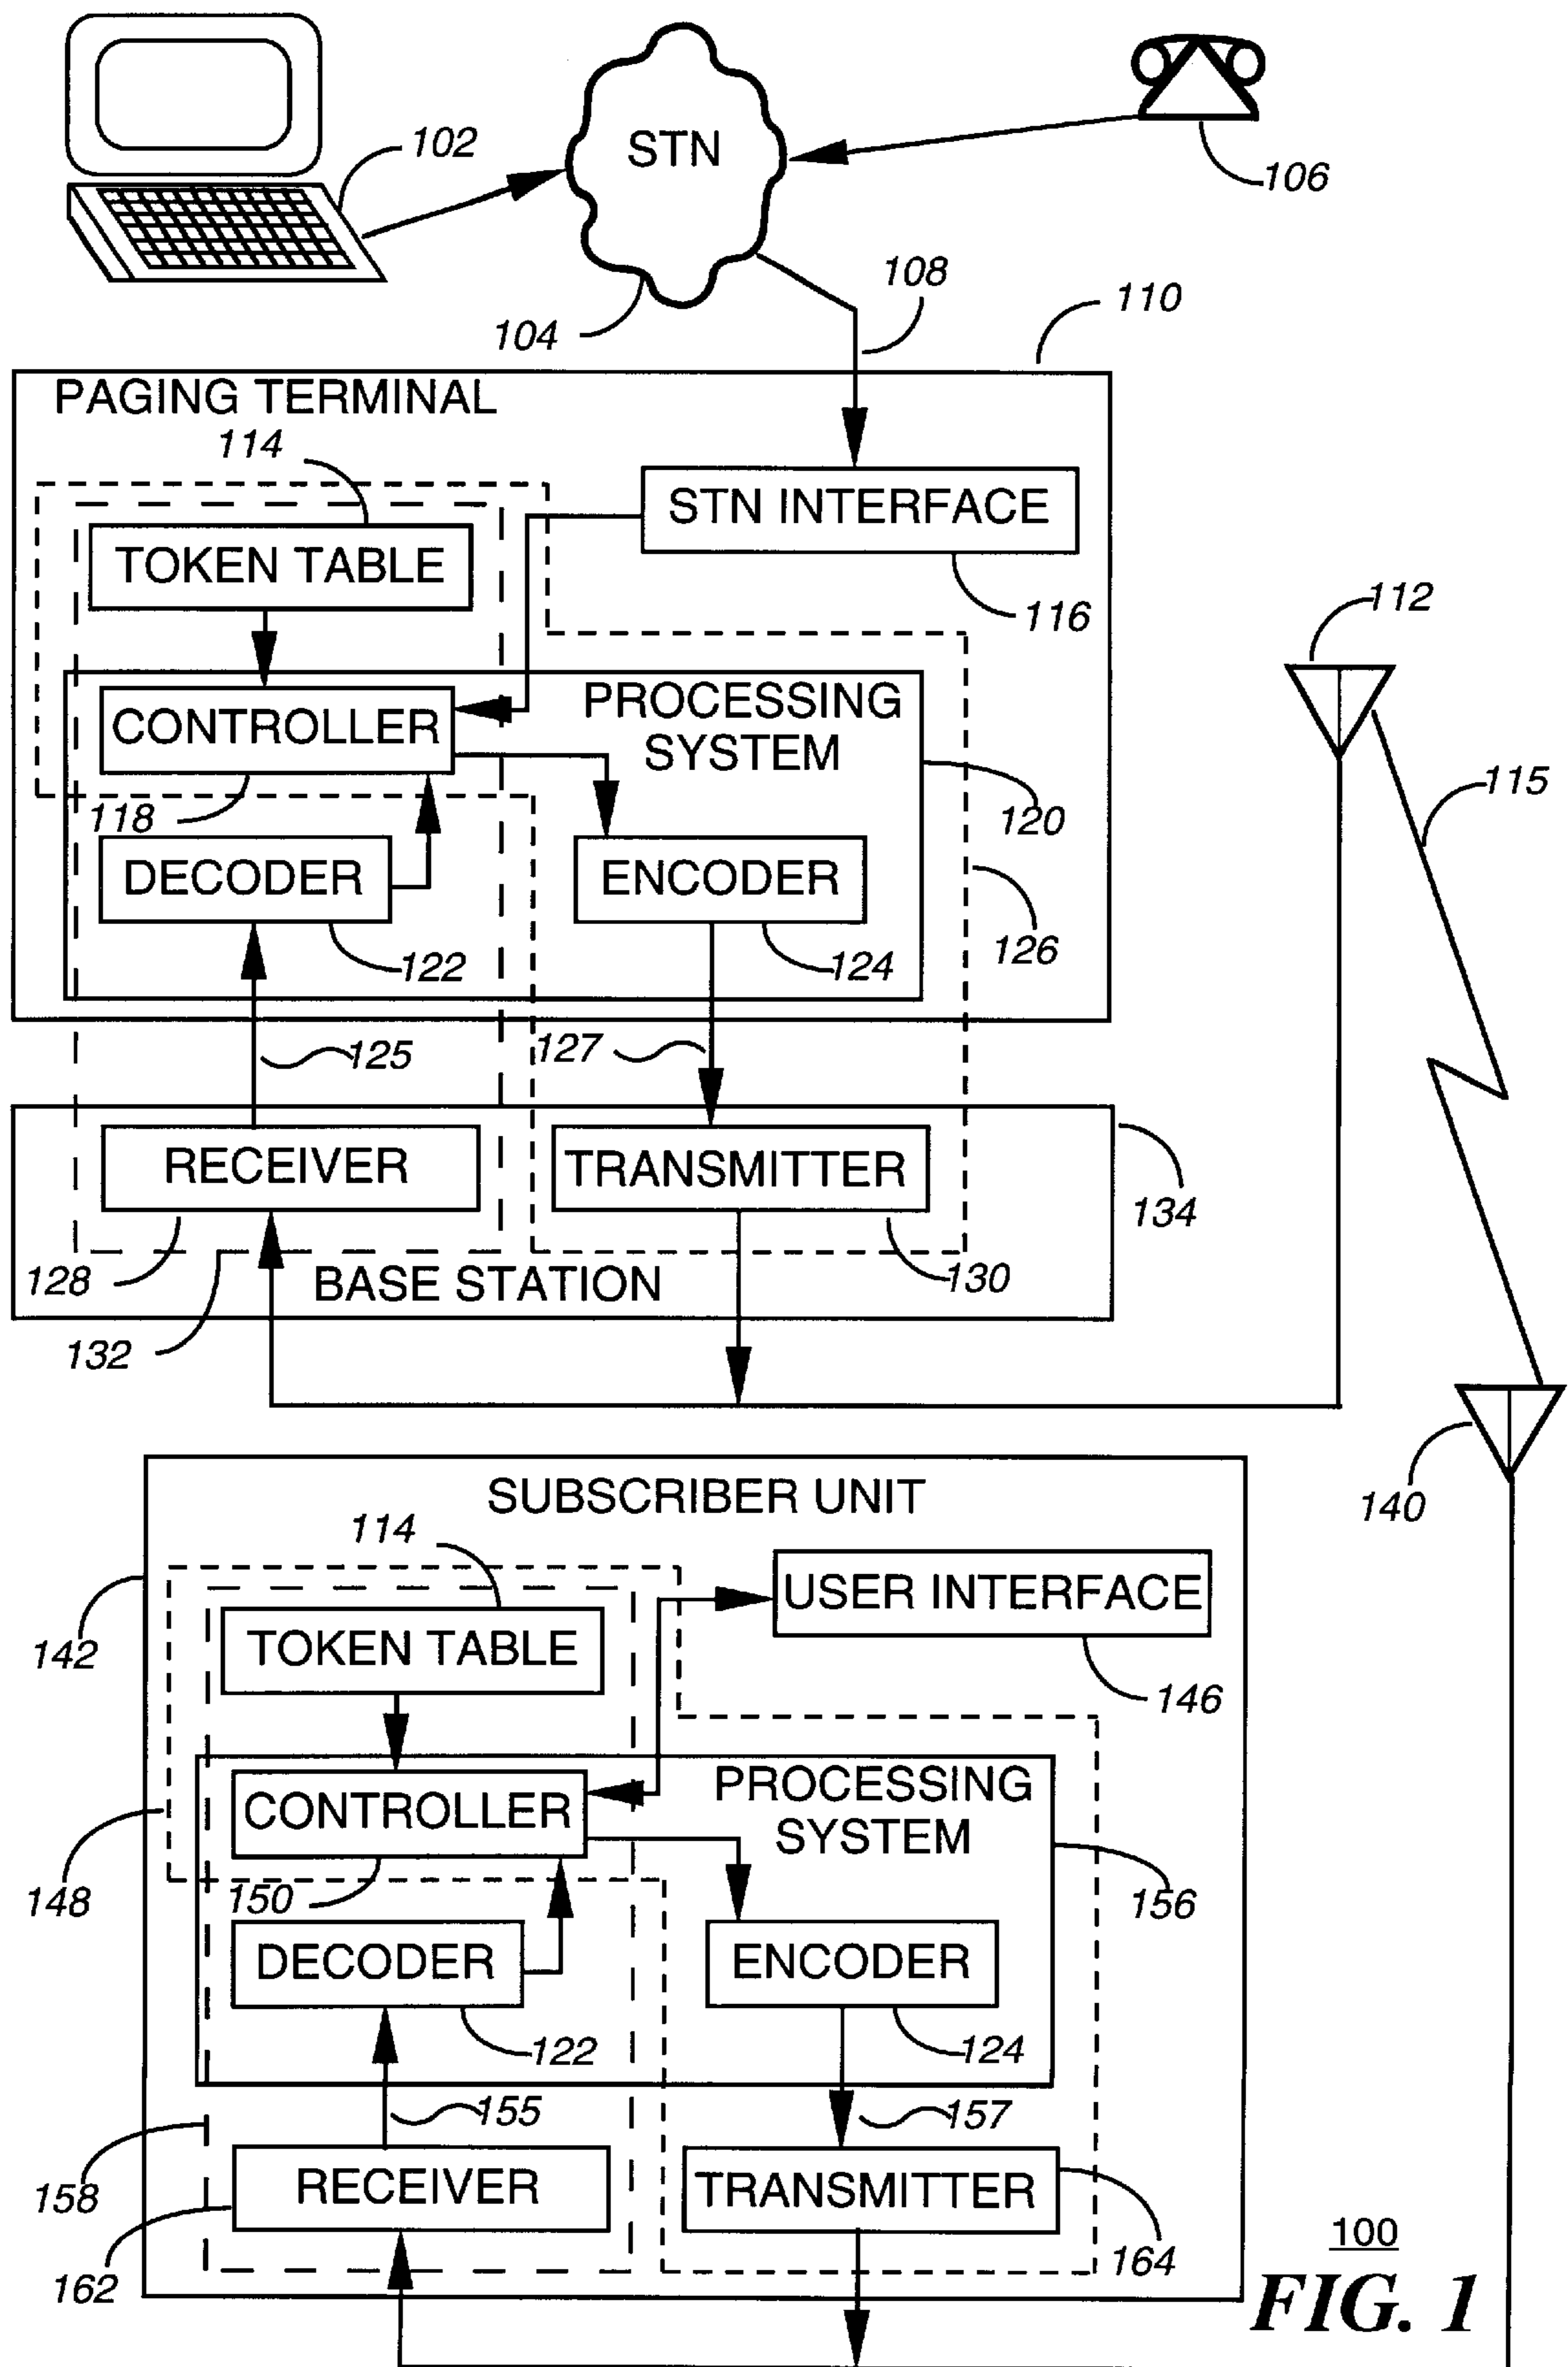 STN
102
106
108
104
110
PAGING TERMINAL
114
STN INTERFACE
TOKEN TABLE
116
112
PROCESSING
SYSTEM
CONTROLLER
115
118
120
DECODER
ENCODER
122
124
126
125
127
RECEIVER
TRANSMITTER
134
128
BASE STATION
130
132
140
SUBSCRIBER UNIT
114
USER INTERFACE
142
TOKEN TABLE
146
PROCESSING
SYSTEM
CONTROLLER
148
150
156
DECODER
ENCODER
122
124
155
157
158
RECEIVER
TRANSMITTER
162
164
100
FIG. 1